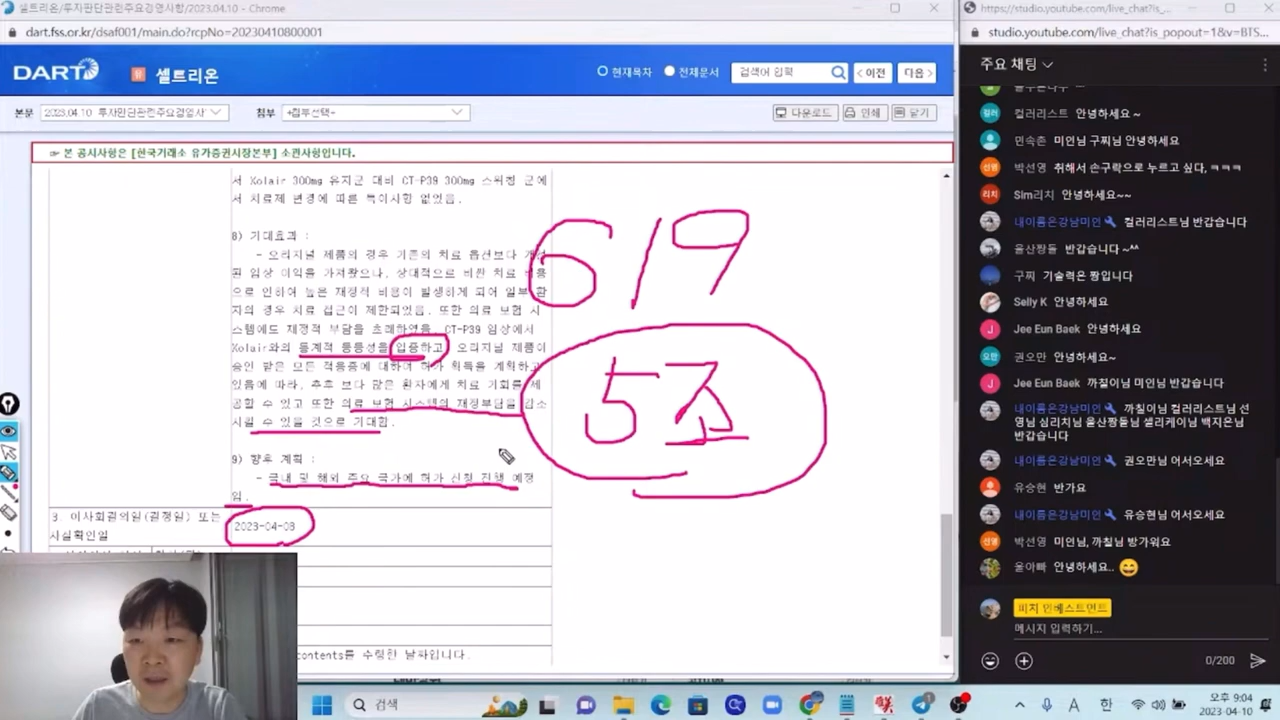 셀트리온/투자판단관련주요경영사항/2023.04.10 - Chrome
dart.fss.or.kr/dsaf001/main.do?rcpNo=20230410800001
DART 유 셀트리온
현재목차 전체문서 검색어 입력 <이전 다음>
본문 2023.04.10 투자판단관련주요경영사 첨부 +첨부선택+ 다운로드 인쇄 닫기
☞ 본 공시사항은 [한국거래소 유가증권시장본부] 소관사항입니다.
서 Xolair 300mg 유지군 대비 CT-P39 300mg 스위칭 군에
서 치료제 변경에 따른 특이사항 없었음.
8) 기대효과 :
- 오리지널 제품의 경우 기존의 치료 옵션보다 개선
된 임상 이익을 가져왔으나, 상대적으로 비싼 치료 비용
으로 인하여 높은 재정적 비용이 발생하게 되어 일부 환
자의 경우 치료 접근이 제한되었음. 또한 의료 보험 시
스템에도 재정적 부담을 초래하였음. CT-P39 임상에서
Xolair와의 통계적 동등성을 입증하고, 오리지널 제품이
승인 받은 모든 적응증에 대하여 허가 획득을 계획하고
있음에 따라, 추후 보다 많은 환자에게 치료 기회를 제
공할 수 있고 또한 의료 보험 시스템의 재정부담을 감소
시킬 수 있을 것으로 기대함.
9) 향후 계획 :
- 국내 및 해외 주요 국가에 허가 신청 진행 예정
임.
3. 이사회결의일(결정일) 또는
사실확인일
2023-04-08
contents를 수령한 날짜입니다.
6/9
5조
https://studio.youtube.com/live_chat?is_...
studio.youtube.com/live_chat?is_popout=1&v=BTS...
주요 채팅
컬러리스트 안녕하세요 ~
민속촌 미인님 구찌님 안녕하세요
박선영 취해서 손구락으로 누르고 싶다, ㅋㅋㅋ
Sim리치 안녕하세요~~
내이름은강남미인 컬러리스트님 반갑습니다
울산짱돌 반갑습니다 ~^^
구찌 기술력은 짱입니다
Selly K 안녕하세요
Jee Eun Baek 안녕하세요
권오만 안녕하세요~
Jee Eun Baek 까칠이님 미인님 반갑습니다
내이름은강남미인 까칠이님 컬러리스트님 선
영님 심리치님 울산짱돌님 셀리케이님 백지은님
반갑습니다
내이름은강남미인 권오만님 어서오세요
유승현 반가요
내이름은강남미인 유승현님 어서오세요
박선영 미인님, 까칠님 방가워요
울아빠 안녕하세요..
비치 인베스트먼트
메시지 입력하기...
0/200
검색
A 한
오후 9:04
2023-04-10